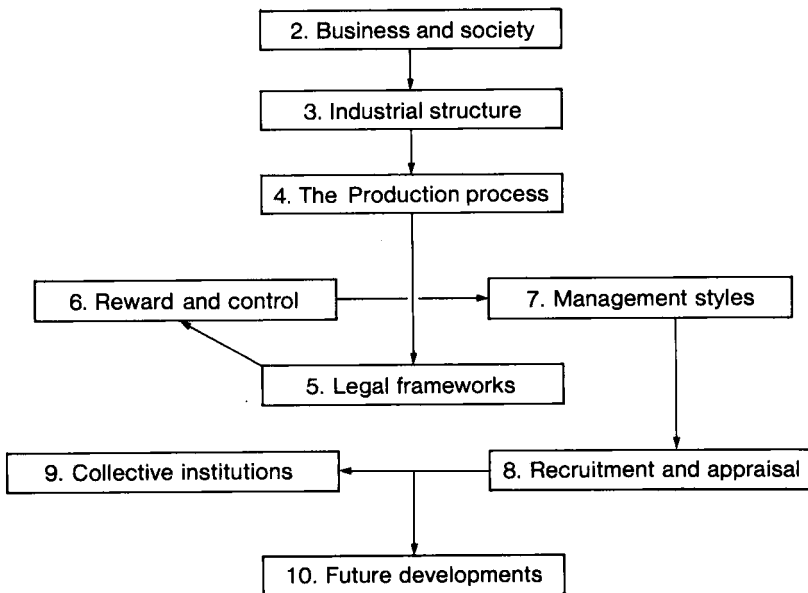 2. Business and society
3. Industrial structure
4. The Production process
6. Reward and control
7. Management styles
5. Legal frameworks
9. Collective institutions
8. Recruitment and appraisal
10. Future developments